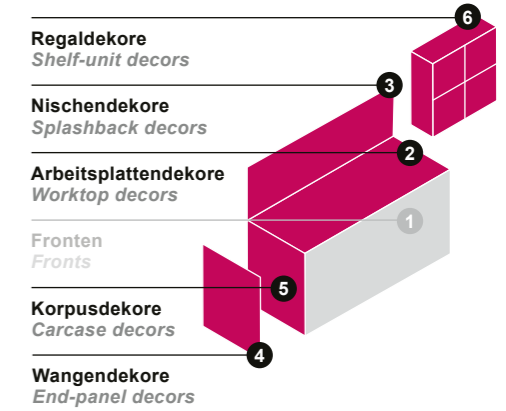 6
Regaldekore
Shelf-unit decors
3
Nischendekore
Splashback decors
2
Arbeitsplattendekore
Worktop decors
1
Fronten
Fronts
5
Korpusdekore
Carcase decors
4
Wangendekore
End-panel decors